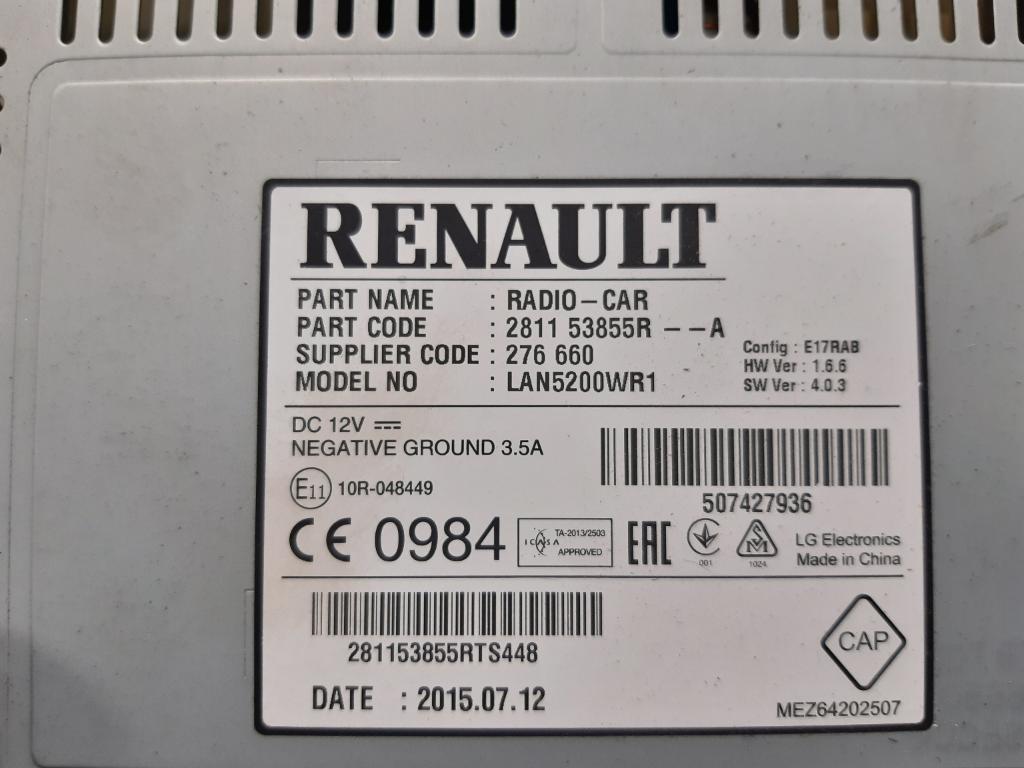 RENAULT
PART NAME : RADIO-CAR
PART CODE : 2811 53855R --A
SUPPLIER CODE : 276 660
MODEL NO : LAN5200WR1
Config : E17RAB
HW Ver : 1.6.6
SW Ver : 4.0.3
DC 12V
NEGATIVE GROUND 3.5A
E11 10R-048449
507427936
CE 0984
ICASA
TA-2013/2503
APPROVED
EAC
001
SM
1024
LG Electronics
Made in China
281153855RTS448
DATE : 2015.07.12
CAP
MEZ64202507